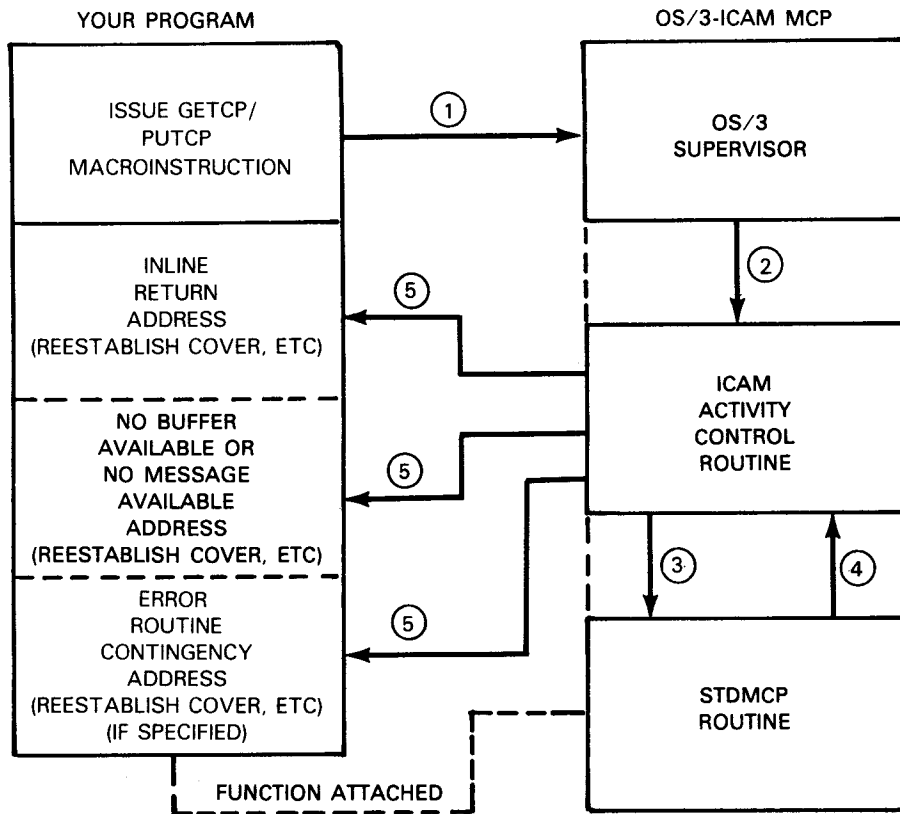 YOUR PROGRAM
OS/3-ICAM MCP
ISSUE GETCP/
PUTCP
MACROINSTRUCTION
1
OS/3
SUPERVISOR
2
INLINE
RETURN
ADDRESS
(REESTABLISH COVER, ETC)
5
ICAM
ACTIVITY
CONTROL
ROUTINE
NO BUFFER
AVAILABLE OR
NO MESSAGE
AVAILABLE
ADDRESS
(REESTABLISH COVER, ETC)
5
3
4
ERROR
ROUTINE
CONTINGENCY
ADDRESS
(REESTABLISH COVER, ETC)
(IF SPECIFIED)
5
STDMCP
ROUTINE
FUNCTION ATTACHED